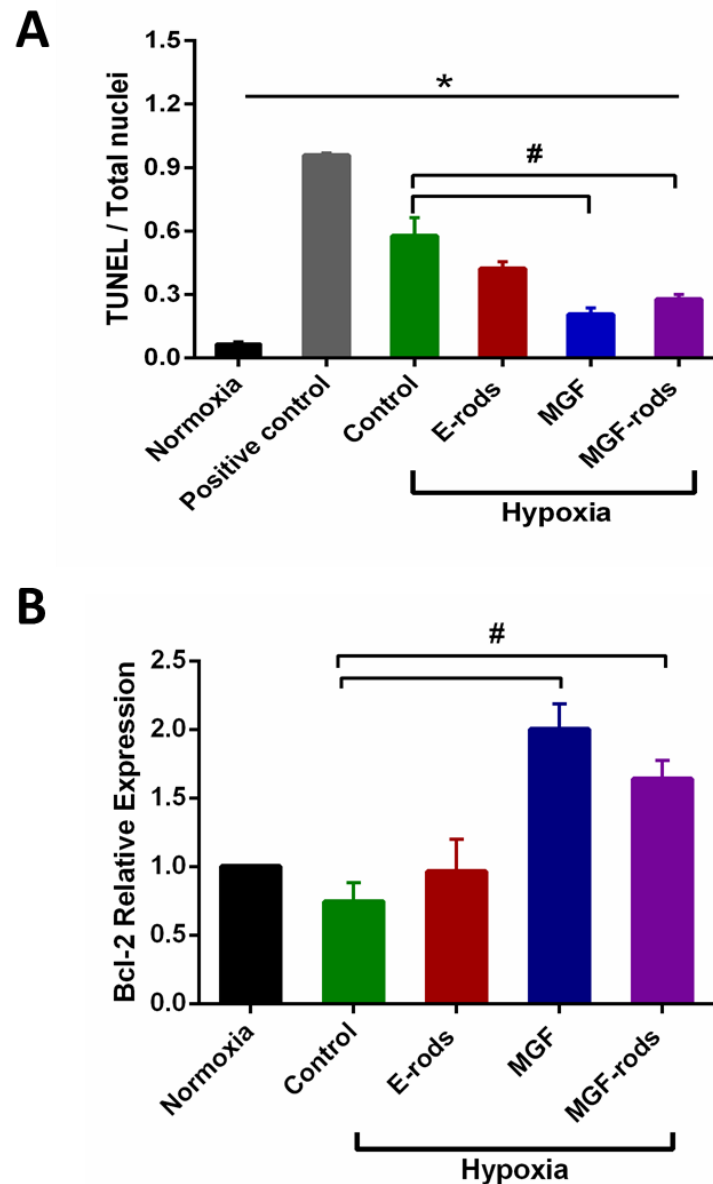 A
TUNEL / Total nuclei
1.5
1.2
0.9
0.6
0.3
0.0
*
#
Normoxia
Positive control
Control
E-rods
MGF
MGF-rods
Hypoxia
B
Bcl-2 Relative Expression
2.5
2.0
1.5
1.0
0.5
0.0
#
Normoxia
Control
E-rods
MGF
MGF-rods
Hypoxia